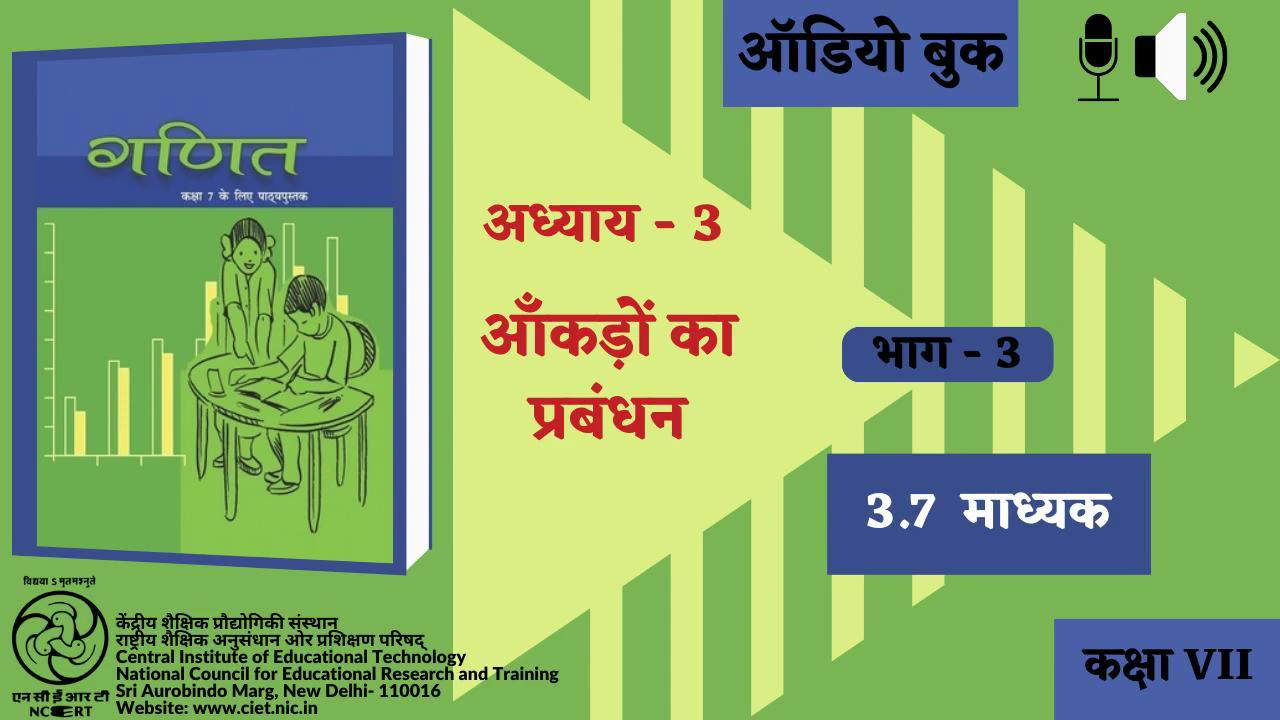 ऑडियो बुक
गणित
कक्षा 7 के लिए पाठ्यपुस्तक
अध्याय - 3
आँकड़ों का
प्रबंधन
भाग - 3
3.7 माध्यक
कक्षा VII
विद्यया ऽ मृतमश्नुते
एन सी ई आर टी
NCERT
केंद्रीय शैक्षिक प्रौद्योगिकी संस्थान
राष्ट्रीय शैक्षिक अनुसंधान ओर प्रशिक्षण परिषद्
Central Institute of Educational Technology
National Council for Educational Research and Training
Sri Aurobindo Marg, New Delhi- 110016
Website: www.ciet.nic.in